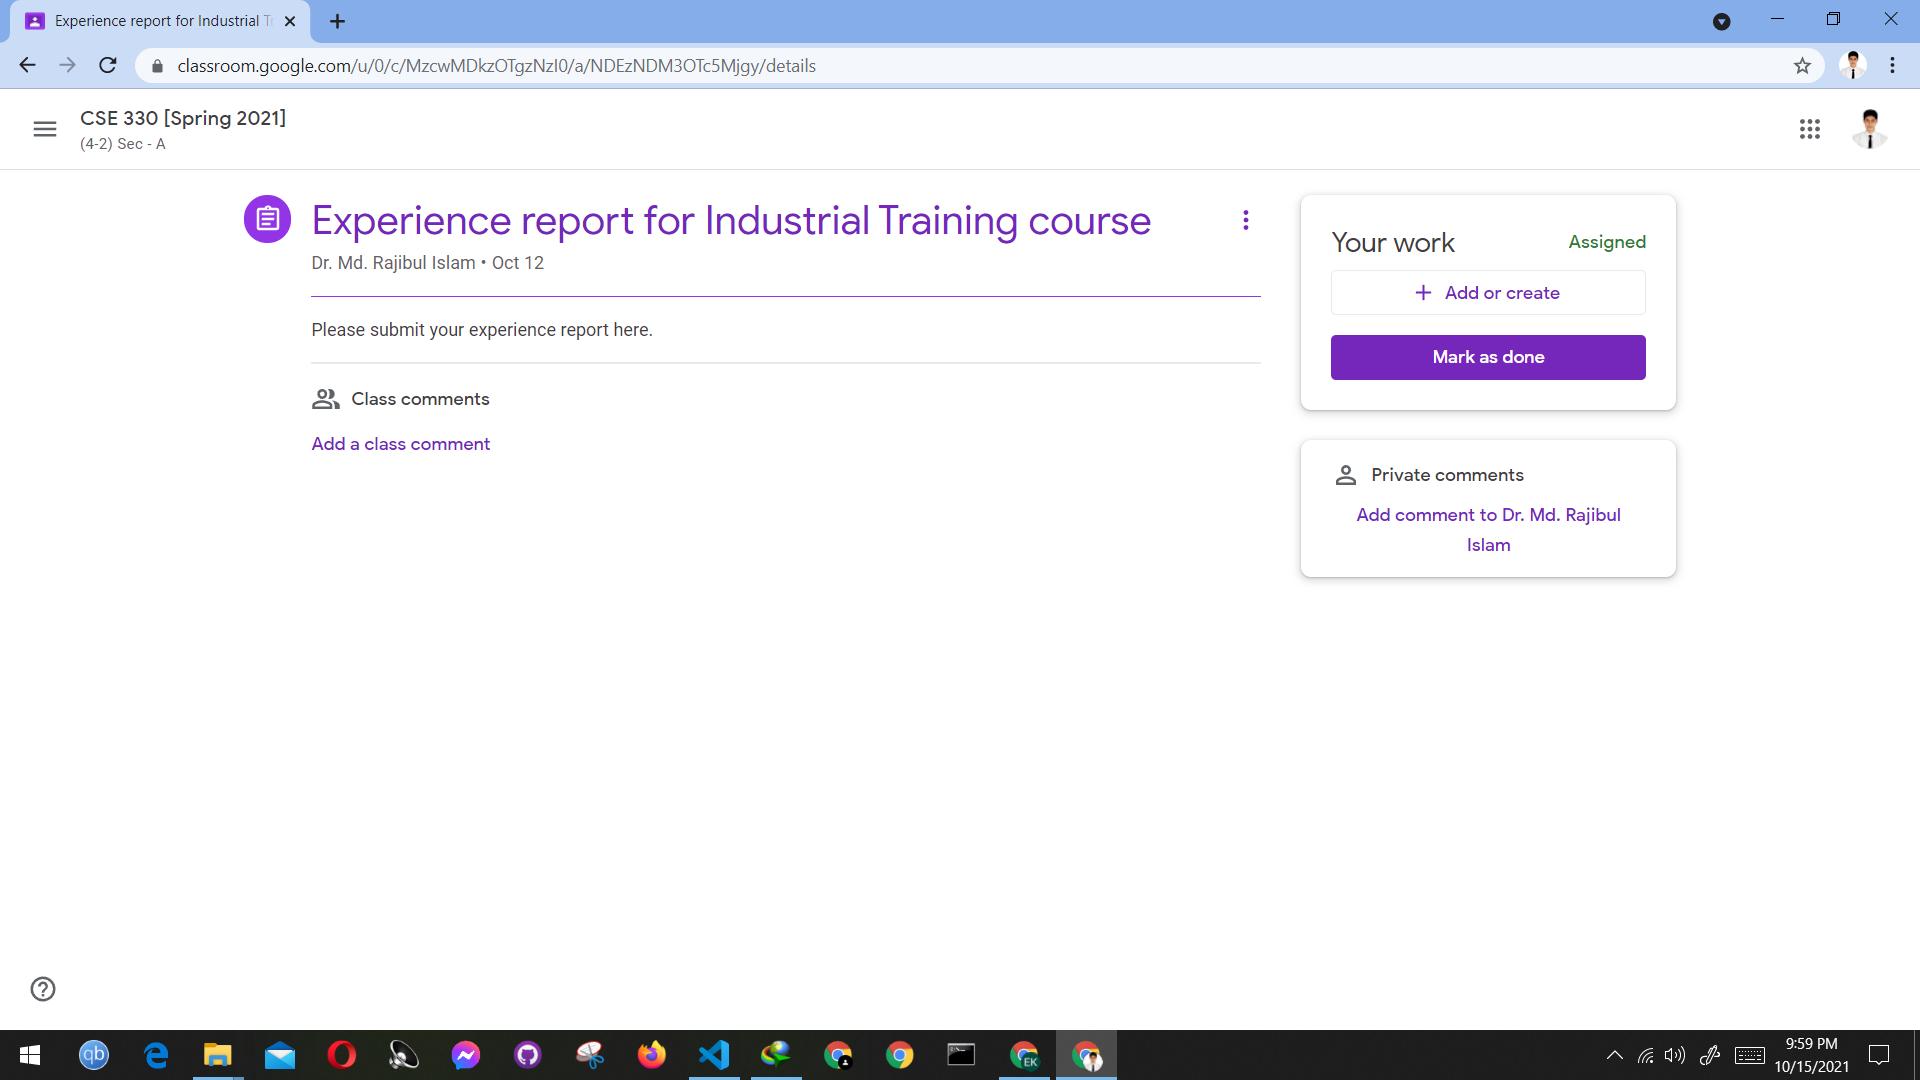 Experience report for Industrial T
classroom.google.com/u/0/c/MzcwMDkzOTgzNzI0/a/NDEzNDM3OTc5Mjgy/details
CSE 330 [Spring 2021]
(4-2) Sec - A
Experience report for Industrial Training course
Dr. Md. Rajibul Islam • Oct 12
Please submit your experience report here.
Class comments
Add a class comment
Your work
Assigned
+ Add or create
Mark as done
Private comments
Add comment to Dr. Md. Rajibul
Islam
qb
EK
9:59 PM
10/15/2021